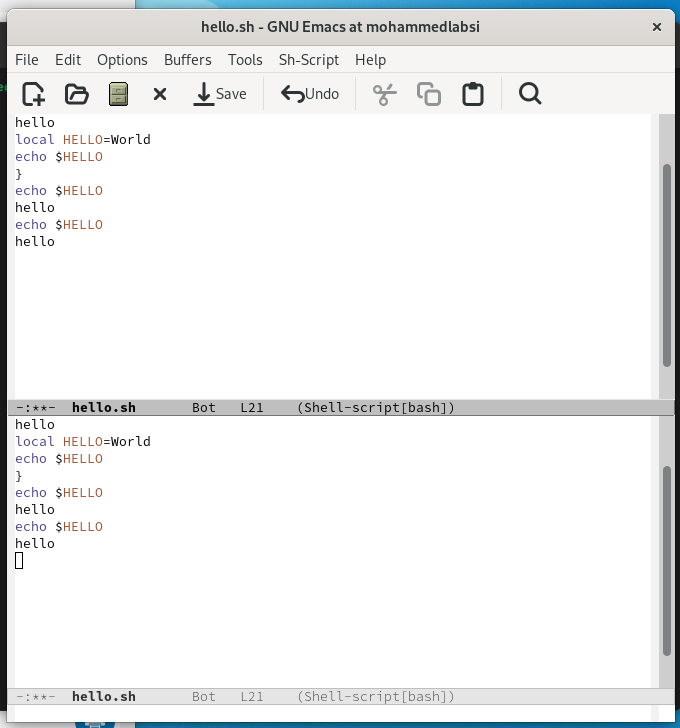 hello.sh - GNU Emacs at mohammedlabsi
File Edit Options Buffers Tools Sh-Script Help
Save Undo
hello
local HELLO=World
echo $HELLO
}
echo $HELLO
hello
echo $HELLO
hello
-:**- hello.sh Bot L21 (Shell-script[bash])
hello
local HELLO=World
echo $HELLO
}
echo $HELLO
hello
echo $HELLO
hello
-:**- hello.sh Bot L21 (Shell-script[bash])